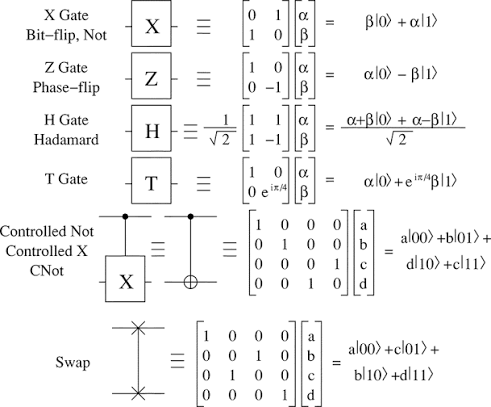 X Gate
Bit−flip, Not
X ≡ [0 1; 1 0] [α; β] = β|0⟩ + α|1⟩
Z Gate
Phase−flip
Z ≡ [1 0; 0 −1] [α; β] = α|0⟩ − β|1⟩
H Gate
Hadamard
H ≡ 1/√2 [1 1; 1 −1] [α; β] = α+β|0⟩ + α−β|1⟩ / √2
T Gate
T ≡ [1 0; 0 e^iπ/4] [α; β] = α|0⟩ + e^iπ/4 β|1⟩
Controlled Not
Controlled X
CNot
X ≡ ≡ [1 0 0 0; 0 1 0 0; 0 0 0 1; 0 0 1 0] [a; b; c; d] = a|00⟩ + b|01⟩ +
d|10⟩ + c|11⟩
Swap
≡ [1 0 0 0; 0 0 1 0; 0 1 0 0; 0 0 0 1] [a; b; c; d] = a|00⟩ + c|01⟩ +
b|10⟩ + d|11⟩